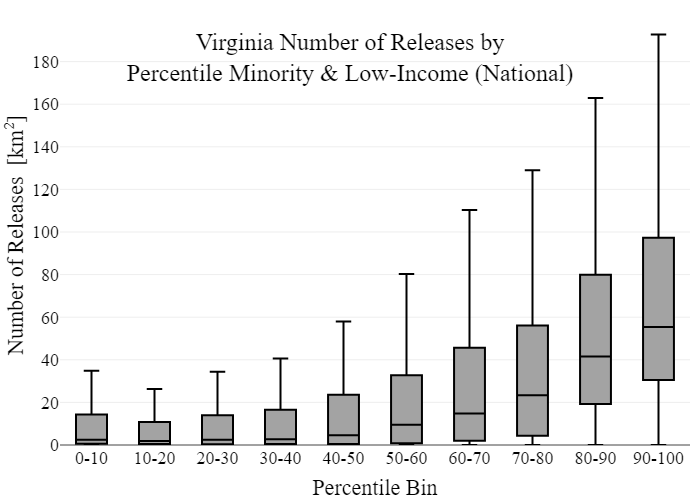 Virginia Number of Releases by
Percentile Minority & Low-Income (National)
Number of Releases [km²]
180
160
140
120
100
80
60
40
20
0
0-10 10-20 20-30 30-40 40-50 50-60 60-70 70-80 80-90 90-100
Percentile Bin